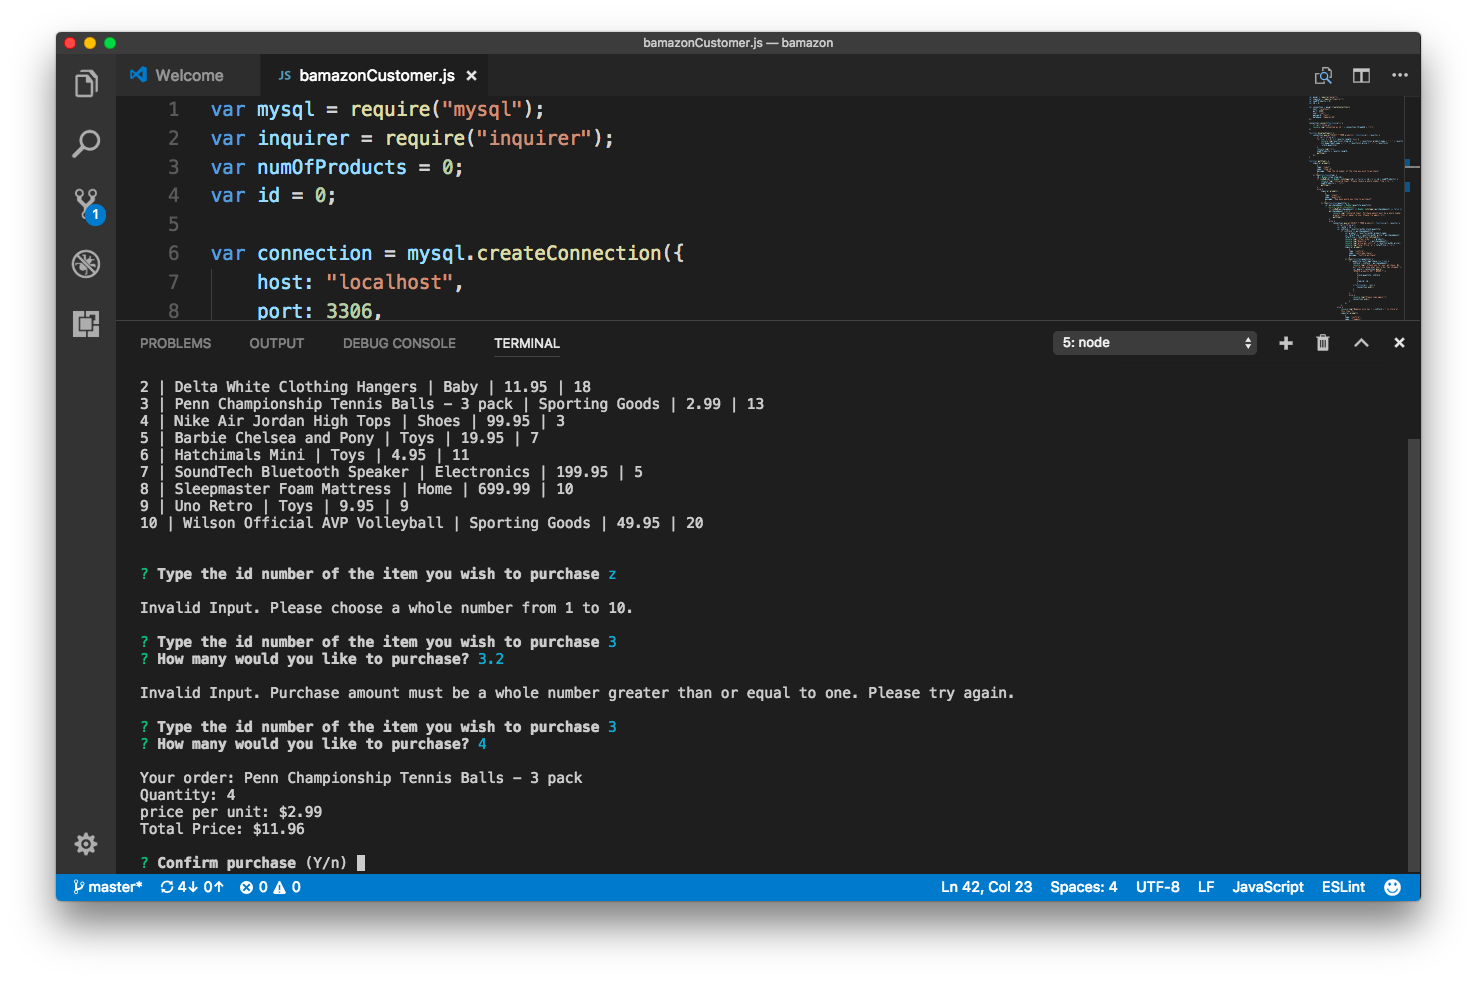 bamazonCustomer.js — bamazon
Welcome
JS bamazonCustomer.js ×
1 var mysql = require("mysql");
2 var inquirer = require("inquirer");
3 var numOfProducts = 0;
4 var id = 0;
5
6 var connection = mysql.createConnection({
7 host: "localhost",
8 port: 3306,
1
PROBLEMS OUTPUT DEBUG CONSOLE TERMINAL 5: node
2 | Delta White Clothing Hangers | Baby | 11.95 | 18
3 | Penn Championship Tennis Balls - 3 pack | Sporting Goods | 2.99 | 13
4 | Nike Air Jordan High Tops | Shoes | 99.95 | 3
5 | Barbie Chelsea and Pony | Toys | 19.95 | 7
6 | Hatchimals Mini | Toys | 4.95 | 11
7 | SoundTech Bluetooth Speaker | Electronics | 199.95 | 5
8 | Sleepmaster Foam Mattress | Home | 699.99 | 10
9 | Uno Retro | Toys | 9.95 | 9
10 | Wilson Official AVP Volleyball | Sporting Goods | 49.95 | 20
? Type the id number of the item you wish to purchase z
Invalid Input. Please choose a whole number from 1 to 10.
? Type the id number of the item you wish to purchase 3
? How many would you like to purchase? 3.2
Invalid Input. Purchase amount must be a whole number greater than or equal to one. Please try again.
? Type the id number of the item you wish to purchase 3
? How many would you like to purchase? 4
Your order: Penn Championship Tennis Balls - 3 pack
Quantity: 4
price per unit: $2.99
Total Price: $11.96
? Confirm purchase (Y/n)
master* 4↓ 0↑ 0 0 Ln 42, Col 23 Spaces: 4 UTF-8 LF JavaScript ESLint